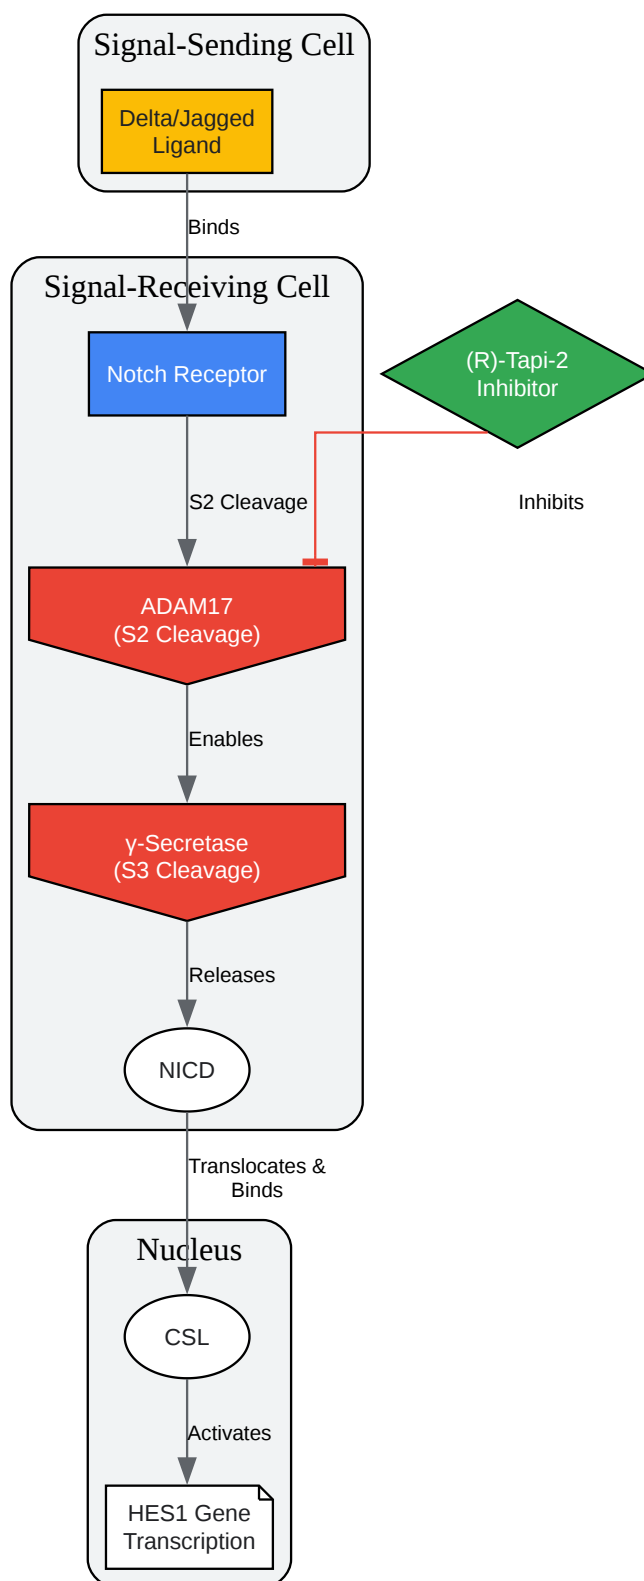 Signal-Sending Cell
Delta/Jagged
Ligand
Binds
Signal-Receiving Cell
Notch Receptor
(R)-Tapi-2
Inhibitor
S2 Cleavage
Inhibits
ADAM17
(S2 Cleavage)
Enables
γ-Secretase
(S3 Cleavage)
Releases
NICD
Translocates &
Binds
Nucleus
CSL
Activates
HES1 Gene
Transcription